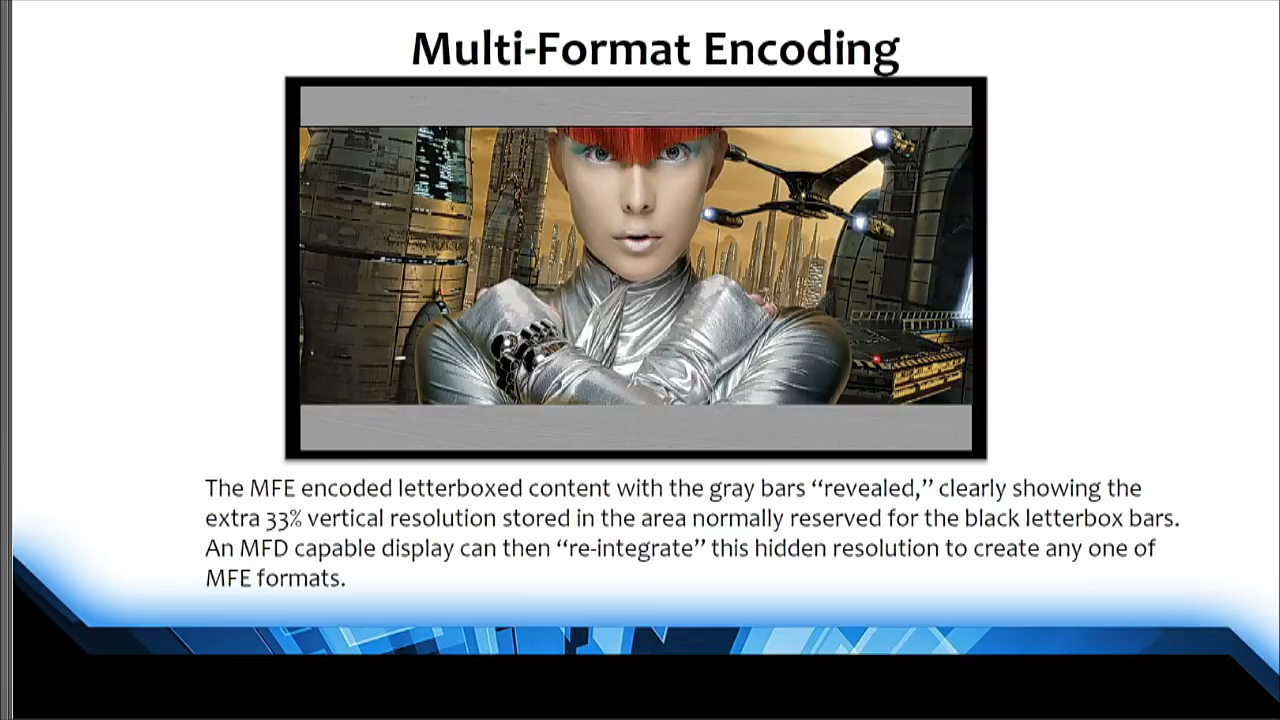 Multi-Format Encoding
The MFE encoded letterboxed content with the gray bars “revealed,” clearly showing the
extra 33% vertical resolution stored in the area normally reserved for the black letterbox bars.
An MFD capable display can then “re-integrate” this hidden resolution to create any one of
MFE formats.